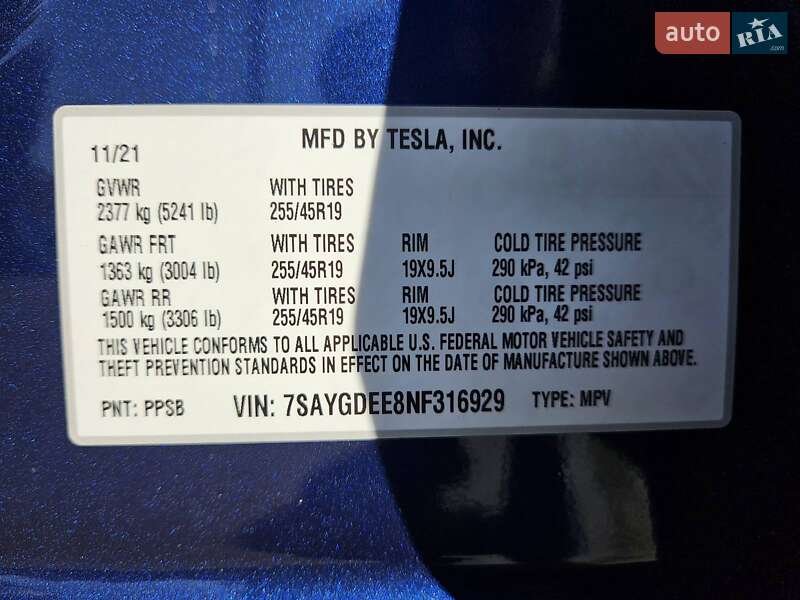 auto RIA
MFD BY TESLA, INC.
11/21
GVWR WITH TIRES
2377 kg (5241 lb) 255/45R19
GAWR FRT WITH TIRES RIM COLD TIRE PRESSURE
1363 kg (3004 lb) 255/45R19 19X9.5J 290 kPa, 42 psi
GAWR RR WITH TIRES RIM COLD TIRE PRESSURE
1500 kg (3306 lb) 255/45R19 19X9.5J 290 kPa, 42 psi
THIS VEHICLE CONFORMS TO ALL APPLICABLE U.S. FEDERAL MOTOR VEHICLE SAFETY AND
THEFT PREVENTION STANDARDS IN EFFECT ON THE DATE OF MANUFACTURE SHOWN ABOVE.
PNT: PPSB VIN: 7SAYGDEE8NF316929 TYPE: MPV